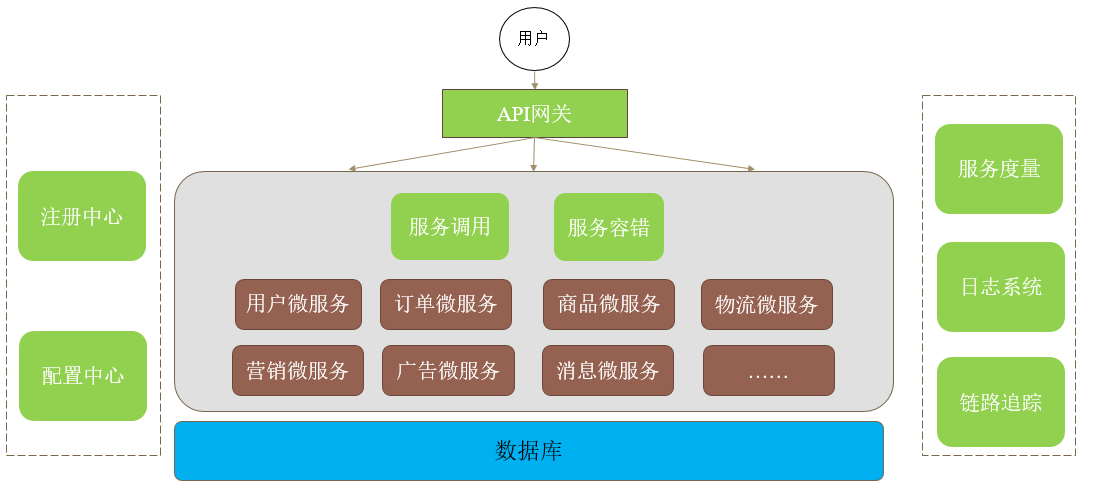 用户
API网关
注册中心
配置中心
服务调用
服务容错
用户微服务
订单微服务
商品微服务
物流微服务
营销微服务
广告微服务
消息微服务
……
数据库
服务度量
日志系统
链路追踪